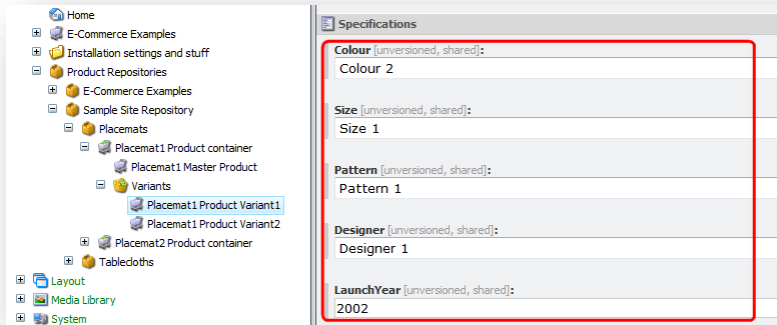 Home
E-Commerce Examples
Installation settings and stuff
Product Repositories
E-Commerce Examples
Sample Site Repository
Placemats
Placemat1 Product container
Placemat1 Master Product
Variants
Placemat1 Product Variant1
Placemat1 Product Variant2
Placemat2 Product container
Tablecloths
Layout
Media Library
System
Specifications
Colour [unversioned, shared]:
Colour 2
Size [unversioned, shared]:
Size 1
Pattern [unversioned, shared]:
Pattern 1
Designer [unversioned, shared]:
Designer 1
LaunchYear [unversioned, shared]:
2002